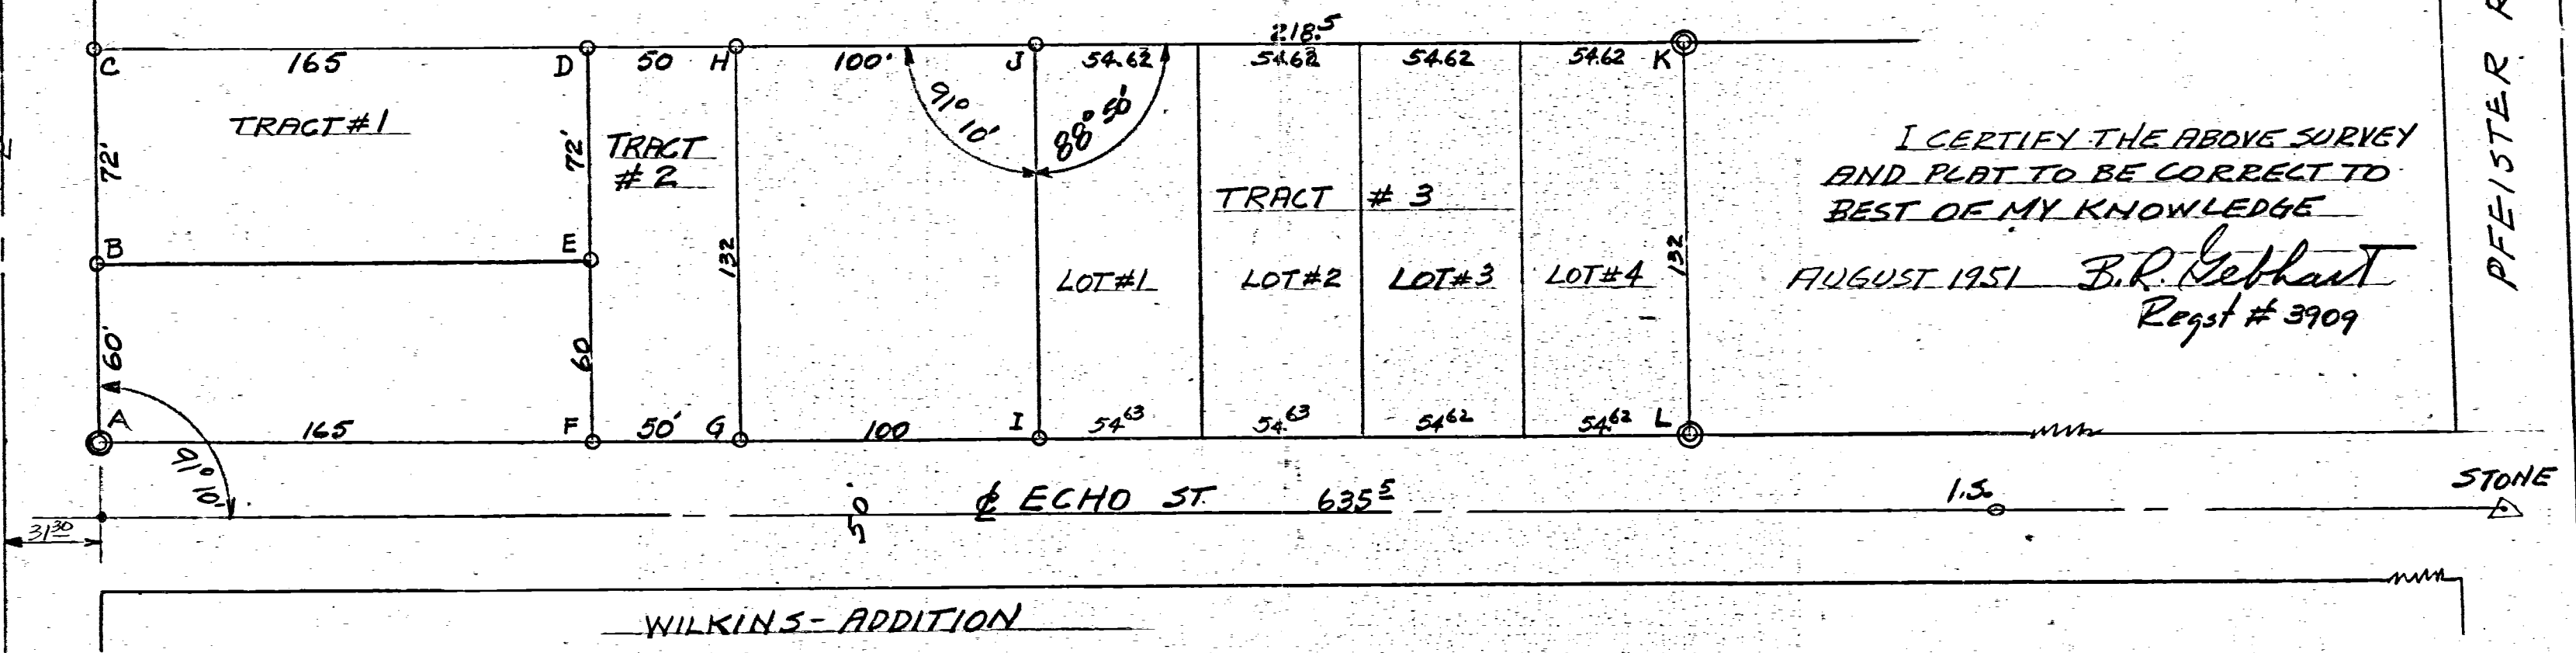 218.5
C 165 D 50 H 100' J 54.63 54.63 54.62 54.62 K
TRACT #1
72'
72'
TRACT
# 2
91° 10'
88° 50'
TRACT # 3
132
132
B
E
LOT #1 LOT #2 LOT #3 LOT #4
60'
60
A 165 F 50' G 100 I 54.63 54.63 54.62 54.62 L
91° 10'
I CERTIFY THE ABOVE SURVEY
AND PLAT TO BE CORRECT TO
BEST OF MY KNOWLEDGE
AUGUST 1951 B.R. Gebhart
Regst # 3909
PFEISTER R
31.30
50'
℄ ECHO ST. 635.5
I.S.
STONE
WILKINS - ADDITION